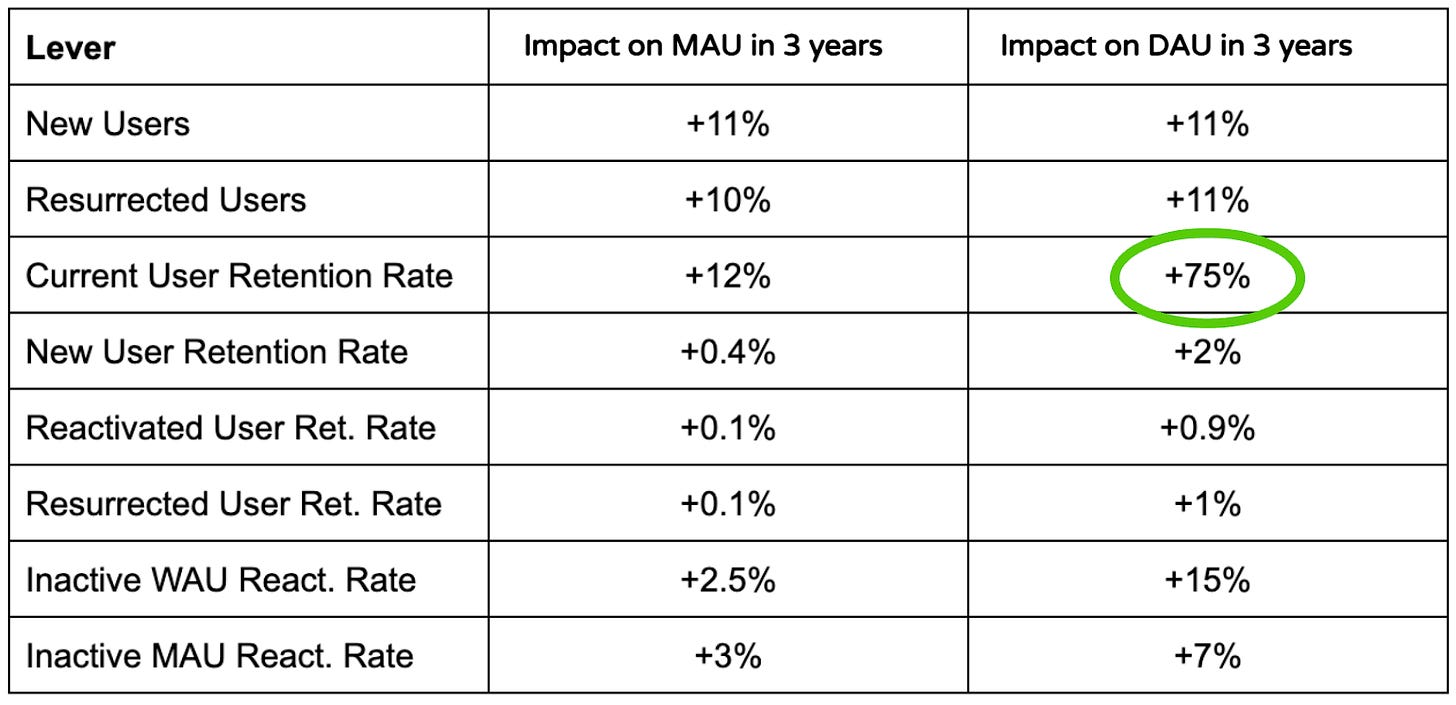 Lever Impact on MAU in 3 years Impact on DAU in 3 years
New Users +11% +11%
Resurrected Users +10% +11%
Current User Retention Rate +12% +75%
New User Retention Rate +0.4% +2%
Reactivated User Ret. Rate +0.1% +0.9%
Resurrected User Ret. Rate +0.1% +1%
Inactive WAU React. Rate +2.5% +15%
Inactive MAU React. Rate +3% +7%